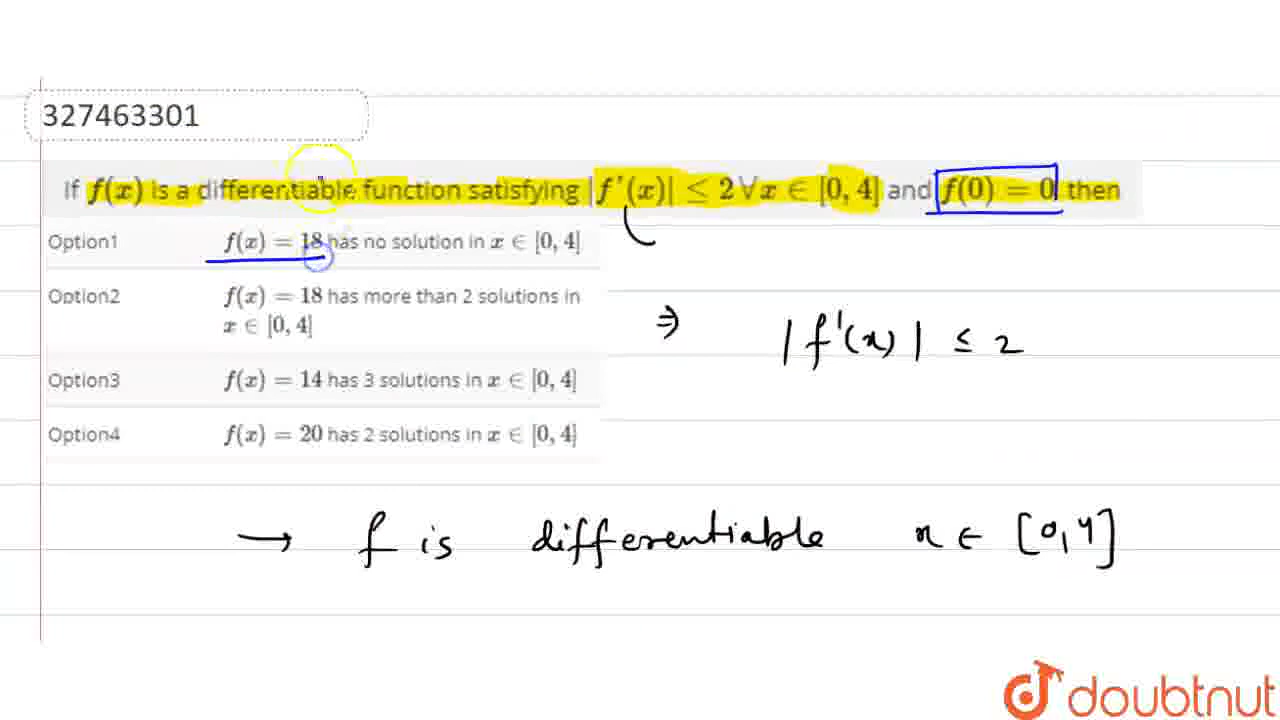 327463301
If f(x) is a differentiable function satisfying |f'(x)| ≤ 2 ∀ x ∈ [0, 4] and f(0) = 0, then
Option1 f(x) = 18 has no solution in x ∈ [0, 4]
Option2 f(x) = 18 has more than 2 solutions in
x ∈ [0, 4]
Option3 f(x) = 14 has 3 solutions in x ∈ [0, 4]
Option4 f(x) = 20 has 2 solutions in x ∈ [0, 4]
⇒ |f'(x)| ≤ 2
→ f is differentiable x ∈ [0,4]
doubtnut